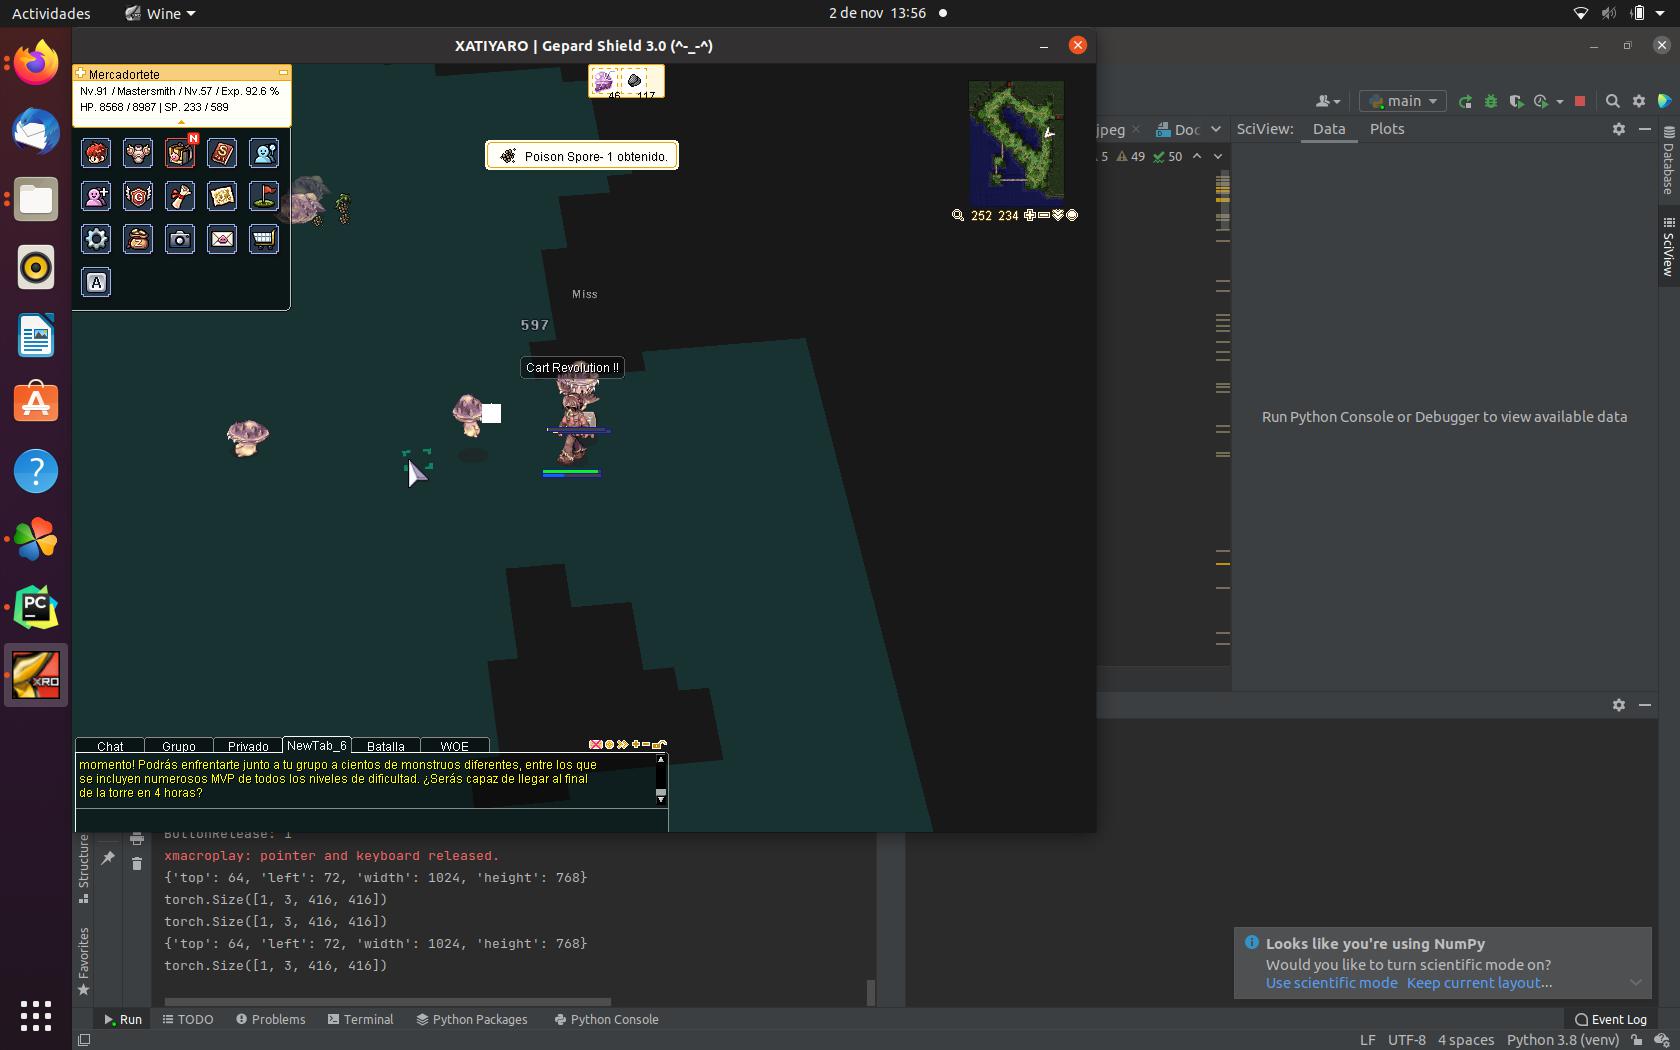 Actividades
Wine
2 de nov 13:56
XATIYARO | Gepard Shield 3.0 (^-_-^)
Mercadortete
Nv.91 / Mastersmith / Nv.57 / Exp. 92.6 %
HP. 8568 / 8987 | SP. 233 / 589
N
46
117
Poison Spore- 1 obtenido.
252 234
Miss
597
Cart Revolution !!
A
PC
XRO
Chat
Grupo
Privado
NewTab_6
Batalla
WOE
momento! Podrás enfrentarte junto a tu grupo a cientos de monstruos diferentes, entre los que
se incluyen numerosos MVP de todos los niveles de dificultad. ¿Serás capaz de llegar al final
de la torre en 4 horas?
main
jpeg
Doc
SciView:
Data
Plots
5
49
50
Database
SciView
Run Python Console or Debugger to view available data
Structure
Favorites
ButtonRelease: 1
xmacroplay: pointer and keyboard released.
{'top': 64, 'left': 72, 'width': 1024, 'height': 768}
torch.Size([1, 3, 416, 416])
torch.Size([1, 3, 416, 416])
{'top': 64, 'left': 72, 'width': 1024, 'height': 768}
torch.Size([1, 3, 416, 416])
Looks like you're using NumPy
Would you like to turn scientific mode on?
Use scientific mode Keep current layout...
Run
TODO
Problems
Terminal
Python Packages
Python Console
Event Log
LF
UTF-8
4 spaces
Python 3.8 (venv)